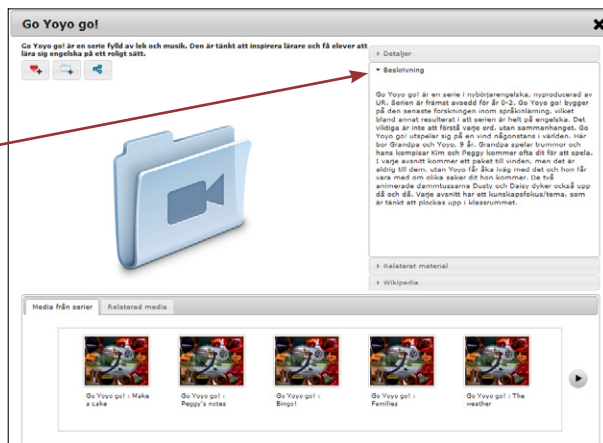 Go Yoyo go!
Go Yoyo go! är en serie fylld av lek och musik. Den är tänkt att inspirera lärare och få elever att
lära sig engelska på ett roligt sätt.
Detaljer
Beskrivning
Go Yoyo go! är en serie i nybörjarengelska, nyproducerad av
UR. Serien är främst avsedd för år 0-2. Go Yoyo go! bygger
på den senaste forskningen inom språkinlärning, vilket
bland annat resulterat i att serien är helt på engelska. Det
viktiga är inte att förstå varje ord, utan sammanhanget. Go
Yoyo go! utspelar sig på en vind någonstans i världen. Här
bor Grandpa och Yoyo, 9 år. Grandpa spelar trummor och
hans kompisar Kim och Peggy kommer ofta dit för att spela.
I varje avsnitt kommer ett paket till vinden, men det är
aldrig till dem, utan Yoyo får åka iväg med det och hon får
vara med om olika saker dit hon kommer. De två
animerade dammtussarna Dusty och Daisy dyker också upp
då och då. Varje avsnitt har ett kunskapsfokus/tema, som
är tänkt att plockas upp i klassrummet.
Relaterat material
Wikipedia
Media från serier
Relaterad media
Go Yoyo go! : Make
a cake
Go Yoyo go! :
Peggy's notes
Go Yoyo go! :
Bingo!
Go Yoyo go! :
Families
Go Yoyo go! : The
weather